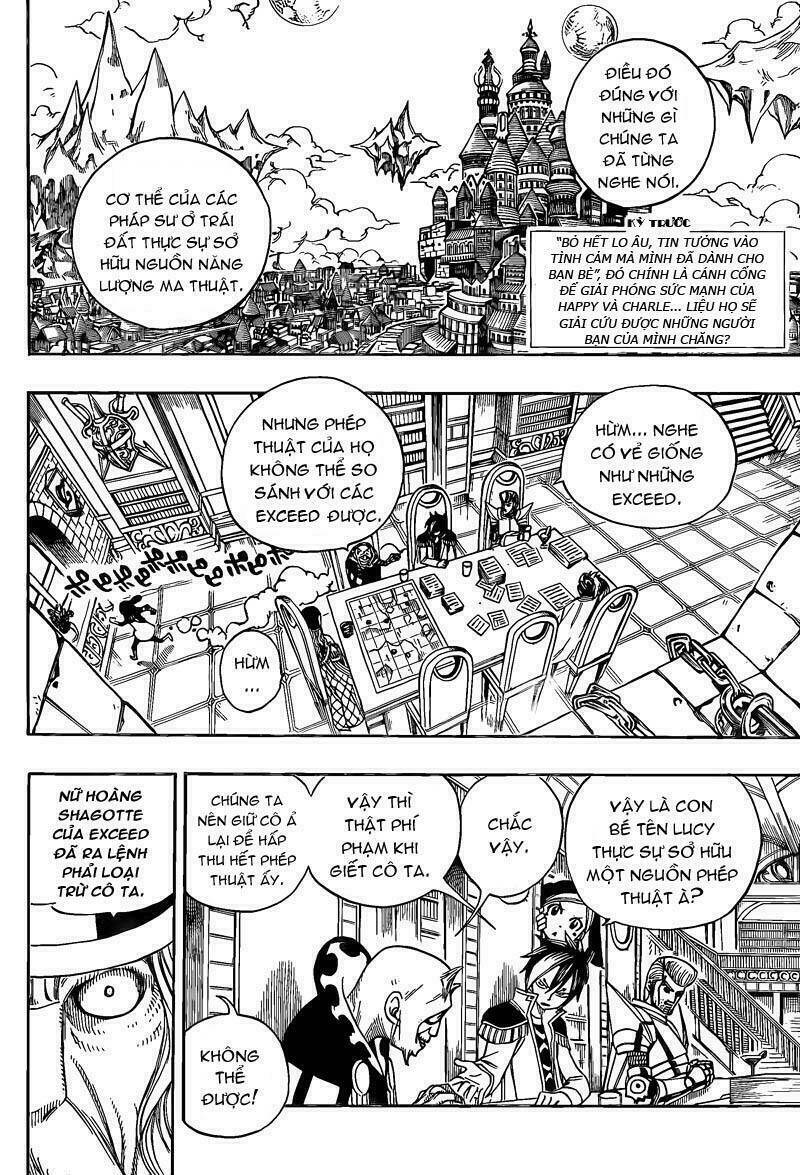 ĐIỀU ĐÓ
ĐÚNG VỚI
NHỮNG GÌ
CHÚNG TA
ĐÃ TỪNG
NGHE NÓI.
CƠ THỂ CỦA CÁC
PHÁP SƯ Ở TRÁI
ĐẤT THỰC SỰ SỞ
HỮU NGUỒN NĂNG
LƯỢNG MA THUẬT.
KỲ TRƯỚC
"BỎ HẾT LO ÂU, TIN TƯỞNG VÀO
TÌNH CẢM MÀ MÌNH ĐÃ DÀNH CHO
BẠN BÈ", ĐÓ CHÍNH LÀ CÁNH CỔNG
ĐỂ GIẢI PHÓNG SỨC MẠNH CỦA
HAPPY VÀ CHARLE... LIỆU HỌ SẼ
GIẢI CỨU ĐƯỢC NHỮNG NGƯỜI
BẠN CỦA MÌNH CHĂNG?
HỪM... NGHE
CÓ VẺ GIỐNG
NHƯ NHỮNG
EXCEED.
NHƯNG PHÉP
THUẬT CỦA HỌ
KHÔNG THỂ SO
SÁNH VỚI CÁC
EXCEED ĐƯỢC.
HỪM
...
VẬY LÀ CON
BÉ TÊN LUCY
THỰC SỰ SỞ HỮU
MỘT NGUỒN PHÉP
THUẬT À?
CHẮC
VẬY.
VẬY THÌ
THẬT PHÍ
PHẠM KHI
GIẾT CÔ TA.
CHÚNG TA
NÊN GIỮ CÔ Ả
LẠI ĐỂ HẤP
THU HẾT PHÉP
THUẬT ẤY.
KHÔNG
THỂ
ĐƯỢC!
NỮ HOÀNG
SHAGOTTE
CỦA EXCEED
ĐÃ RA LỆNH
PHẢI LOẠI
TRỪ CÔ TA.